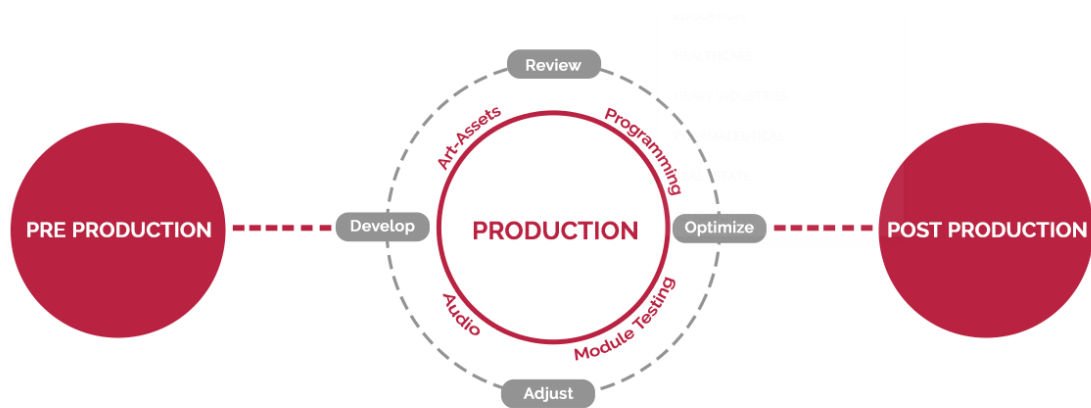 Review
Art-Assets
Programming
PRE PRODUCTION
Develop
PRODUCTION
Optimize
POST PRODUCTION
Audio
Module Testing
Adjust